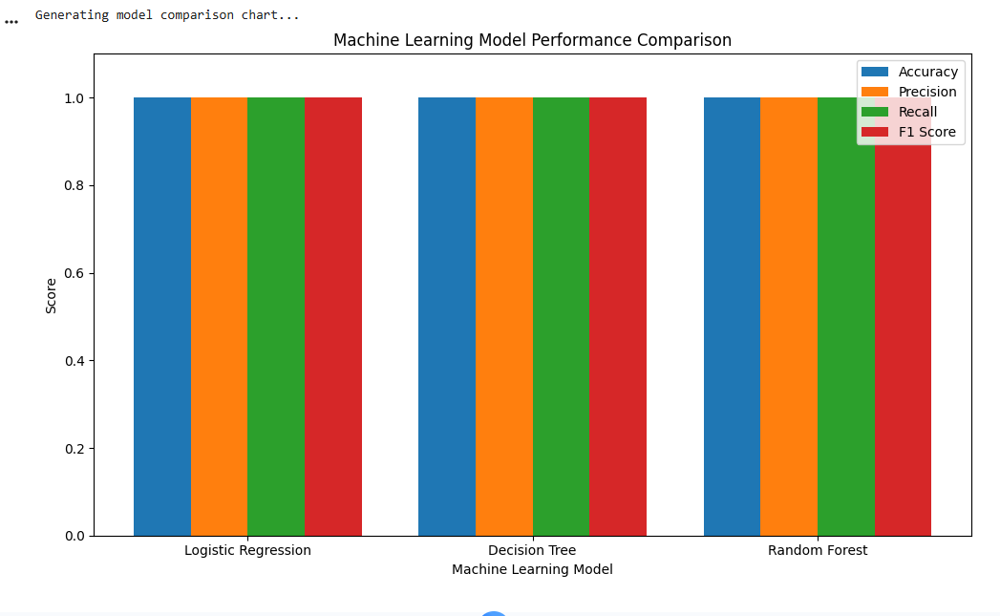 Generating model comparison chart...
Machine Learning Model Performance Comparison
Accuracy
Precision
Recall
F1 Score
1.0
0.8
0.6
0.4
0.2
0.0
Score
Logistic Regression
Decision Tree
Random Forest
Machine Learning Model